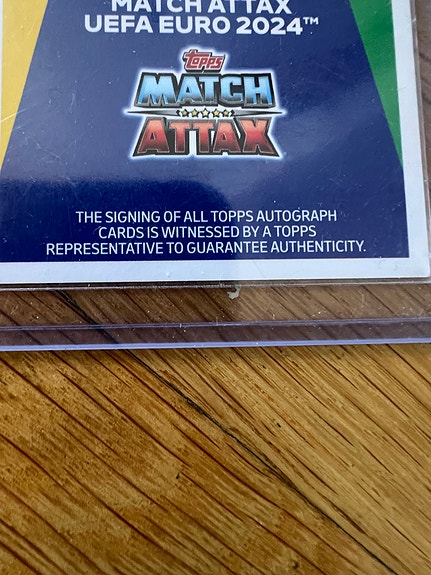 MATCH ATTAX
UEFA EURO 2024™
Topps
MATCH
ATTAX
THE SIGNING OF ALL TOPPS AUTOGRAPH
CARDS IS WITNESSED BY A TOPPS
REPRESENTATIVE TO GUARANTEE AUTHENTICITY.